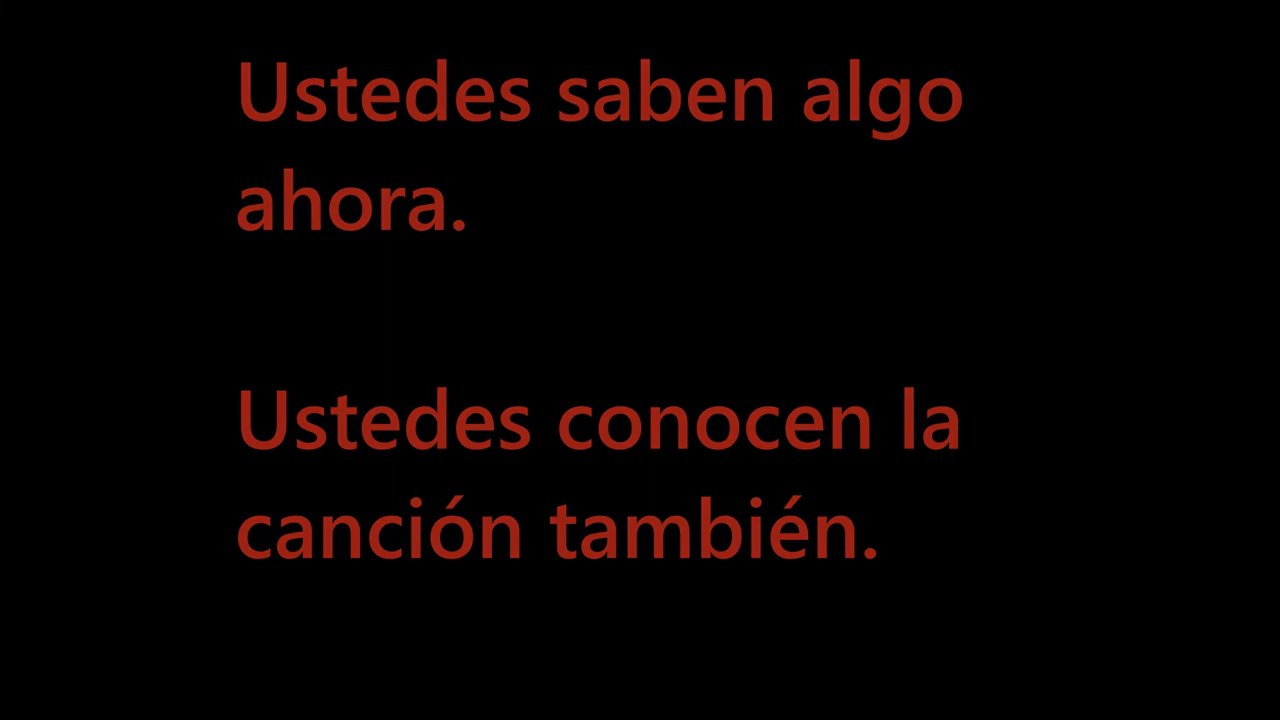 Ustedes saben algo
ahora.
Ustedes conocen la
canción también.